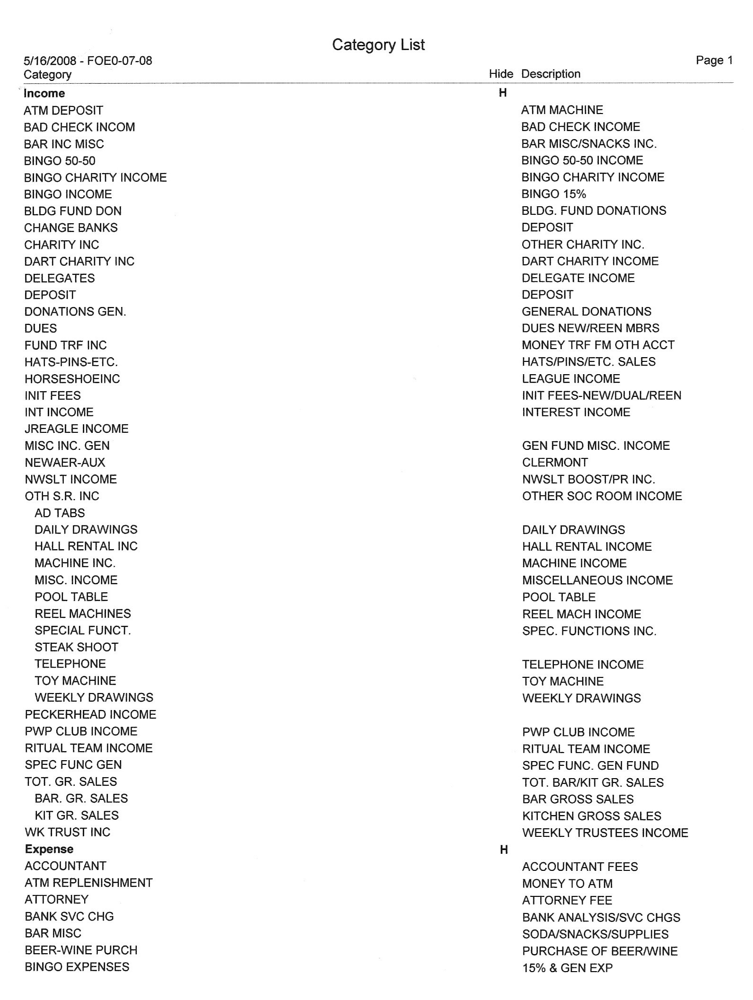 Category List
5/16/2008 - FOE0-07-08 Page 1
Category Hide Description
Income H
ATM DEPOSIT ATM MACHINE
BAD CHECK INCOM BAD CHECK INCOME
BAR INC MISC BAR MISC/SNACKS INC.
BINGO 50-50 BINGO 50-50 INCOME
BINGO CHARITY INCOME BINGO CHARITY INCOME
BINGO INCOME BINGO 15%
BLDG FUND DON BLDG. FUND DONATIONS
CHANGE BANKS DEPOSIT
CHARITY INC OTHER CHARITY INC.
DART CHARITY INC DART CHARITY INCOME
DELEGATES DELEGATE INCOME
DEPOSIT DEPOSIT
DONATIONS GEN. GENERAL DONATIONS
DUES DUES NEW/REEN MBRS
FUND TRF INC MONEY TRF FM OTH ACCT
HATS-PINS-ETC. HATS/PINS/ETC. SALES
HORSESHOEINC LEAGUE INCOME
INIT FEES INIT FEES-NEW/DUAL/REEN
INT INCOME INTEREST INCOME
JREAGLE INCOME
MISC INC. GEN GEN FUND MISC. INCOME
NEWAER-AUX CLERMONT
NWSLT INCOME NWSLT BOOST/PR INC.
OTH S.R. INC OTHER SOC ROOM INCOME
AD TABS
DAILY DRAWINGS DAILY DRAWINGS
HALL RENTAL INC HALL RENTAL INCOME
MACHINE INC. MACHINE INCOME
MISC. INCOME MISCELLANEOUS INCOME
POOL TABLE POOL TABLE
REEL MACHINES REEL MACH INCOME
SPECIAL FUNCT. SPEC. FUNCTIONS INC.
STEAK SHOOT
TELEPHONE TELEPHONE INCOME
TOY MACHINE TOY MACHINE
WEEKLY DRAWINGS WEEKLY DRAWINGS
PECKERHEAD INCOME
PWP CLUB INCOME PWP CLUB INCOME
RITUAL TEAM INCOME RITUAL TEAM INCOME
SPEC FUNC GEN SPEC FUNC. GEN FUND
TOT. GR. SALES TOT. BAR/KIT GR. SALES
BAR. GR. SALES BAR GROSS SALES
KIT GR. SALES KITCHEN GROSS SALES
WK TRUST INC WEEKLY TRUSTEES INCOME
Expense H
ACCOUNTANT ACCOUNTANT FEES
ATM REPLENISHMENT MONEY TO ATM
ATTORNEY ATTORNEY FEE
BANK SVC CHG BANK ANALYSIS/SVC CHGS
BAR MISC SODA/SNACKS/SUPPLIES
BEER-WINE PURCH PURCHASE OF BEER/WINE
BINGO EXPENSES 15% & GEN EXP